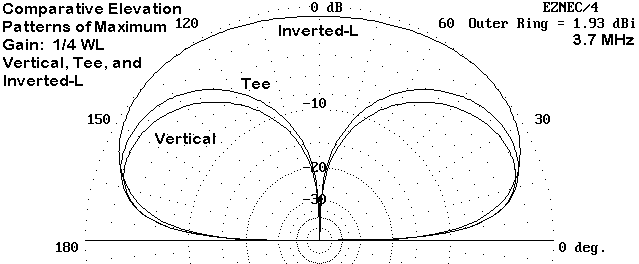 Comparative Elevation
Patterns of Maximum
Gain: 1/4 WL
Vertical, Tee, and
Inverted-L
120
0 dB
60
EZNEC/4
Outer Ring = 1.93 dBi
3.7 MHz
Inverted-L
Tee
-10
150
30
Vertical
-20
-30
180
0 deg.